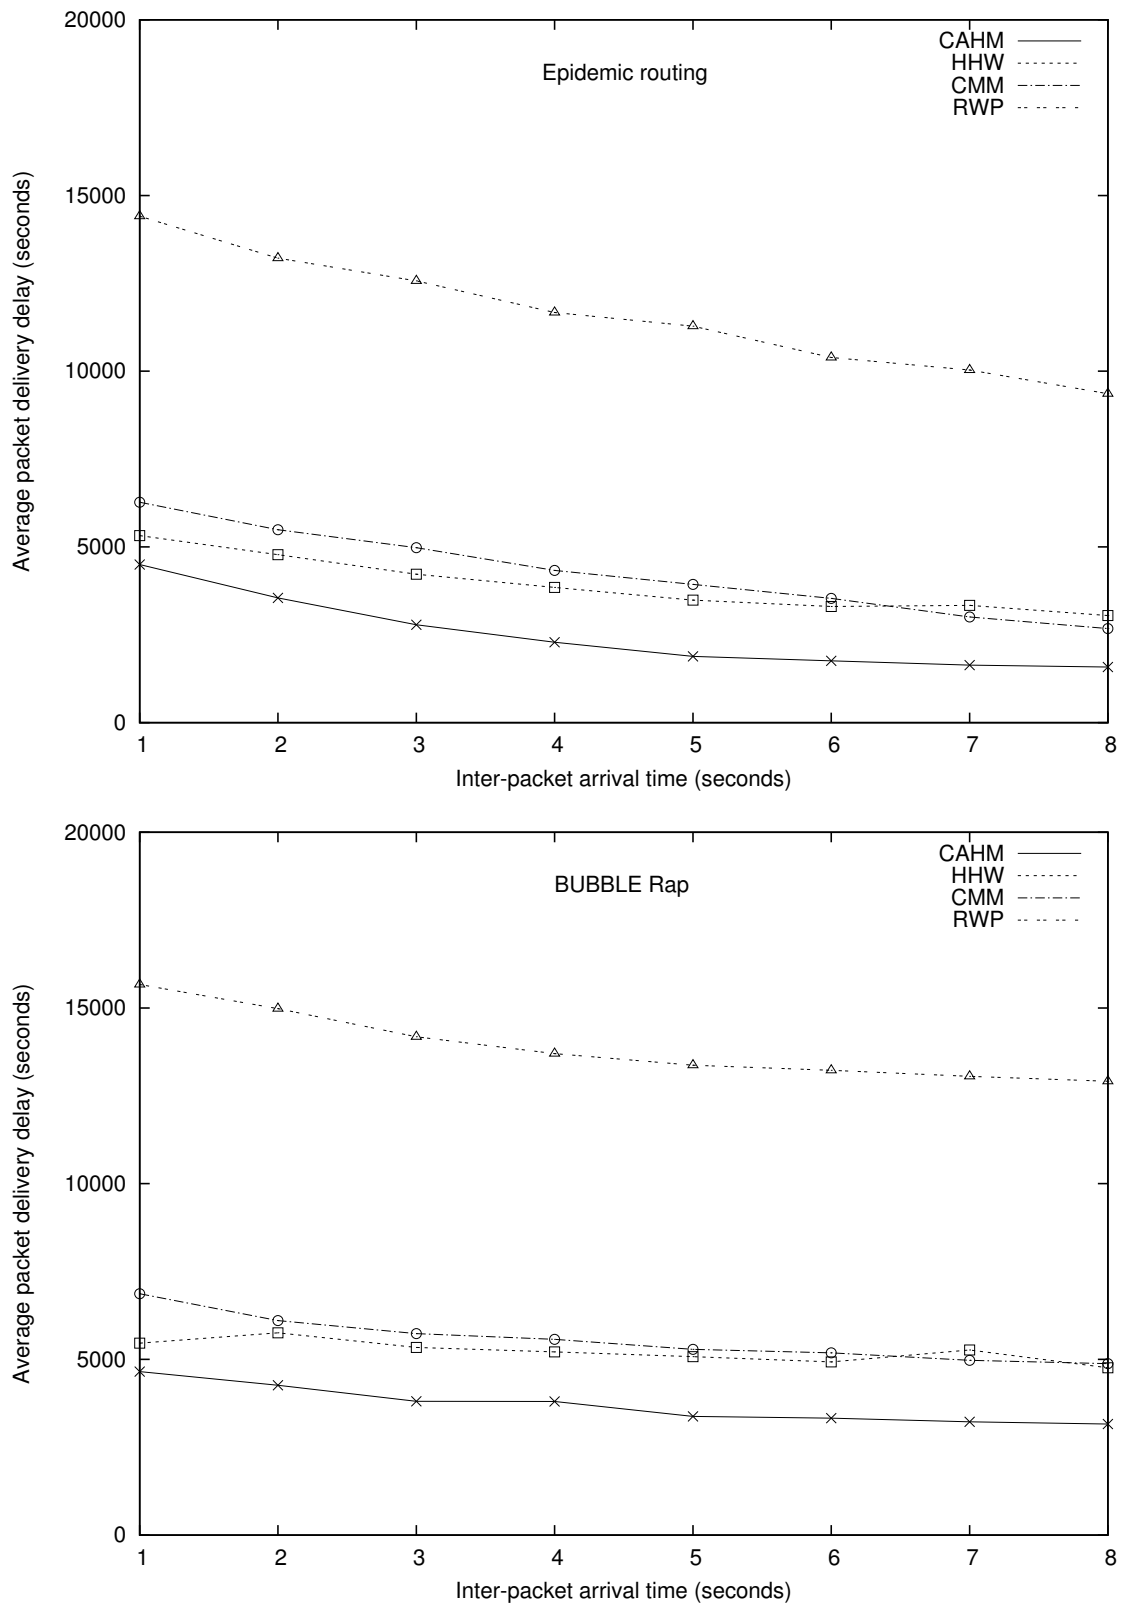 20000
15000
10000
5000
0
Average packet delivery delay (seconds)
Epidemic routing
CAHM
HHW
CMM
RWP
1 2 3 4 5 6 7 8
Inter-packet arrival time (seconds)
20000
15000
10000
5000
0
Average packet delivery delay (seconds)
BUBBLE Rap
CAHM
HHW
CMM
RWP
1 2 3 4 5 6 7 8
Inter-packet arrival time (seconds)